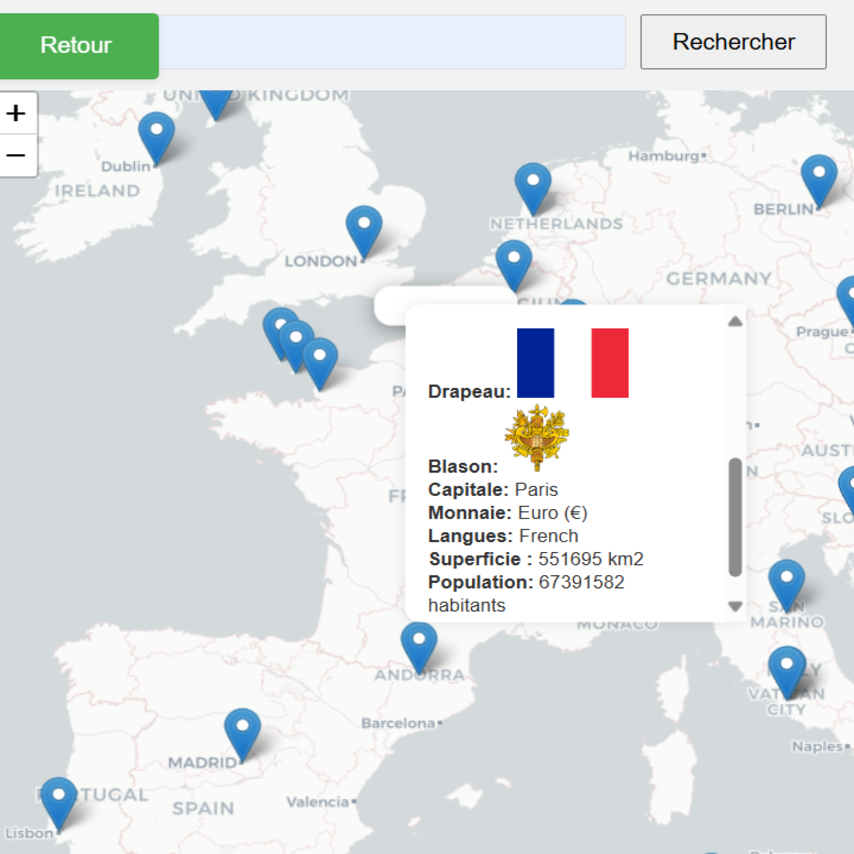 Retour
Rechercher
+
−
UNITED KINGDOM
Dublin
IRELAND
Hamburg
BERLIN
NETHERLANDS
LONDON
GERMANY
Prague
Drapeau:
Blason:
Capitale: Paris
Monnaie: Euro (€)
Langues: French
Superficie : 551695 km2
Population: 67391582
habitants
MONACO
SAN
MARINO
ANDORRA
VATICAN
CITY
Barcelona
Naples
MADRID
PORTUGAL
SPAIN
Valencia
Lisbon